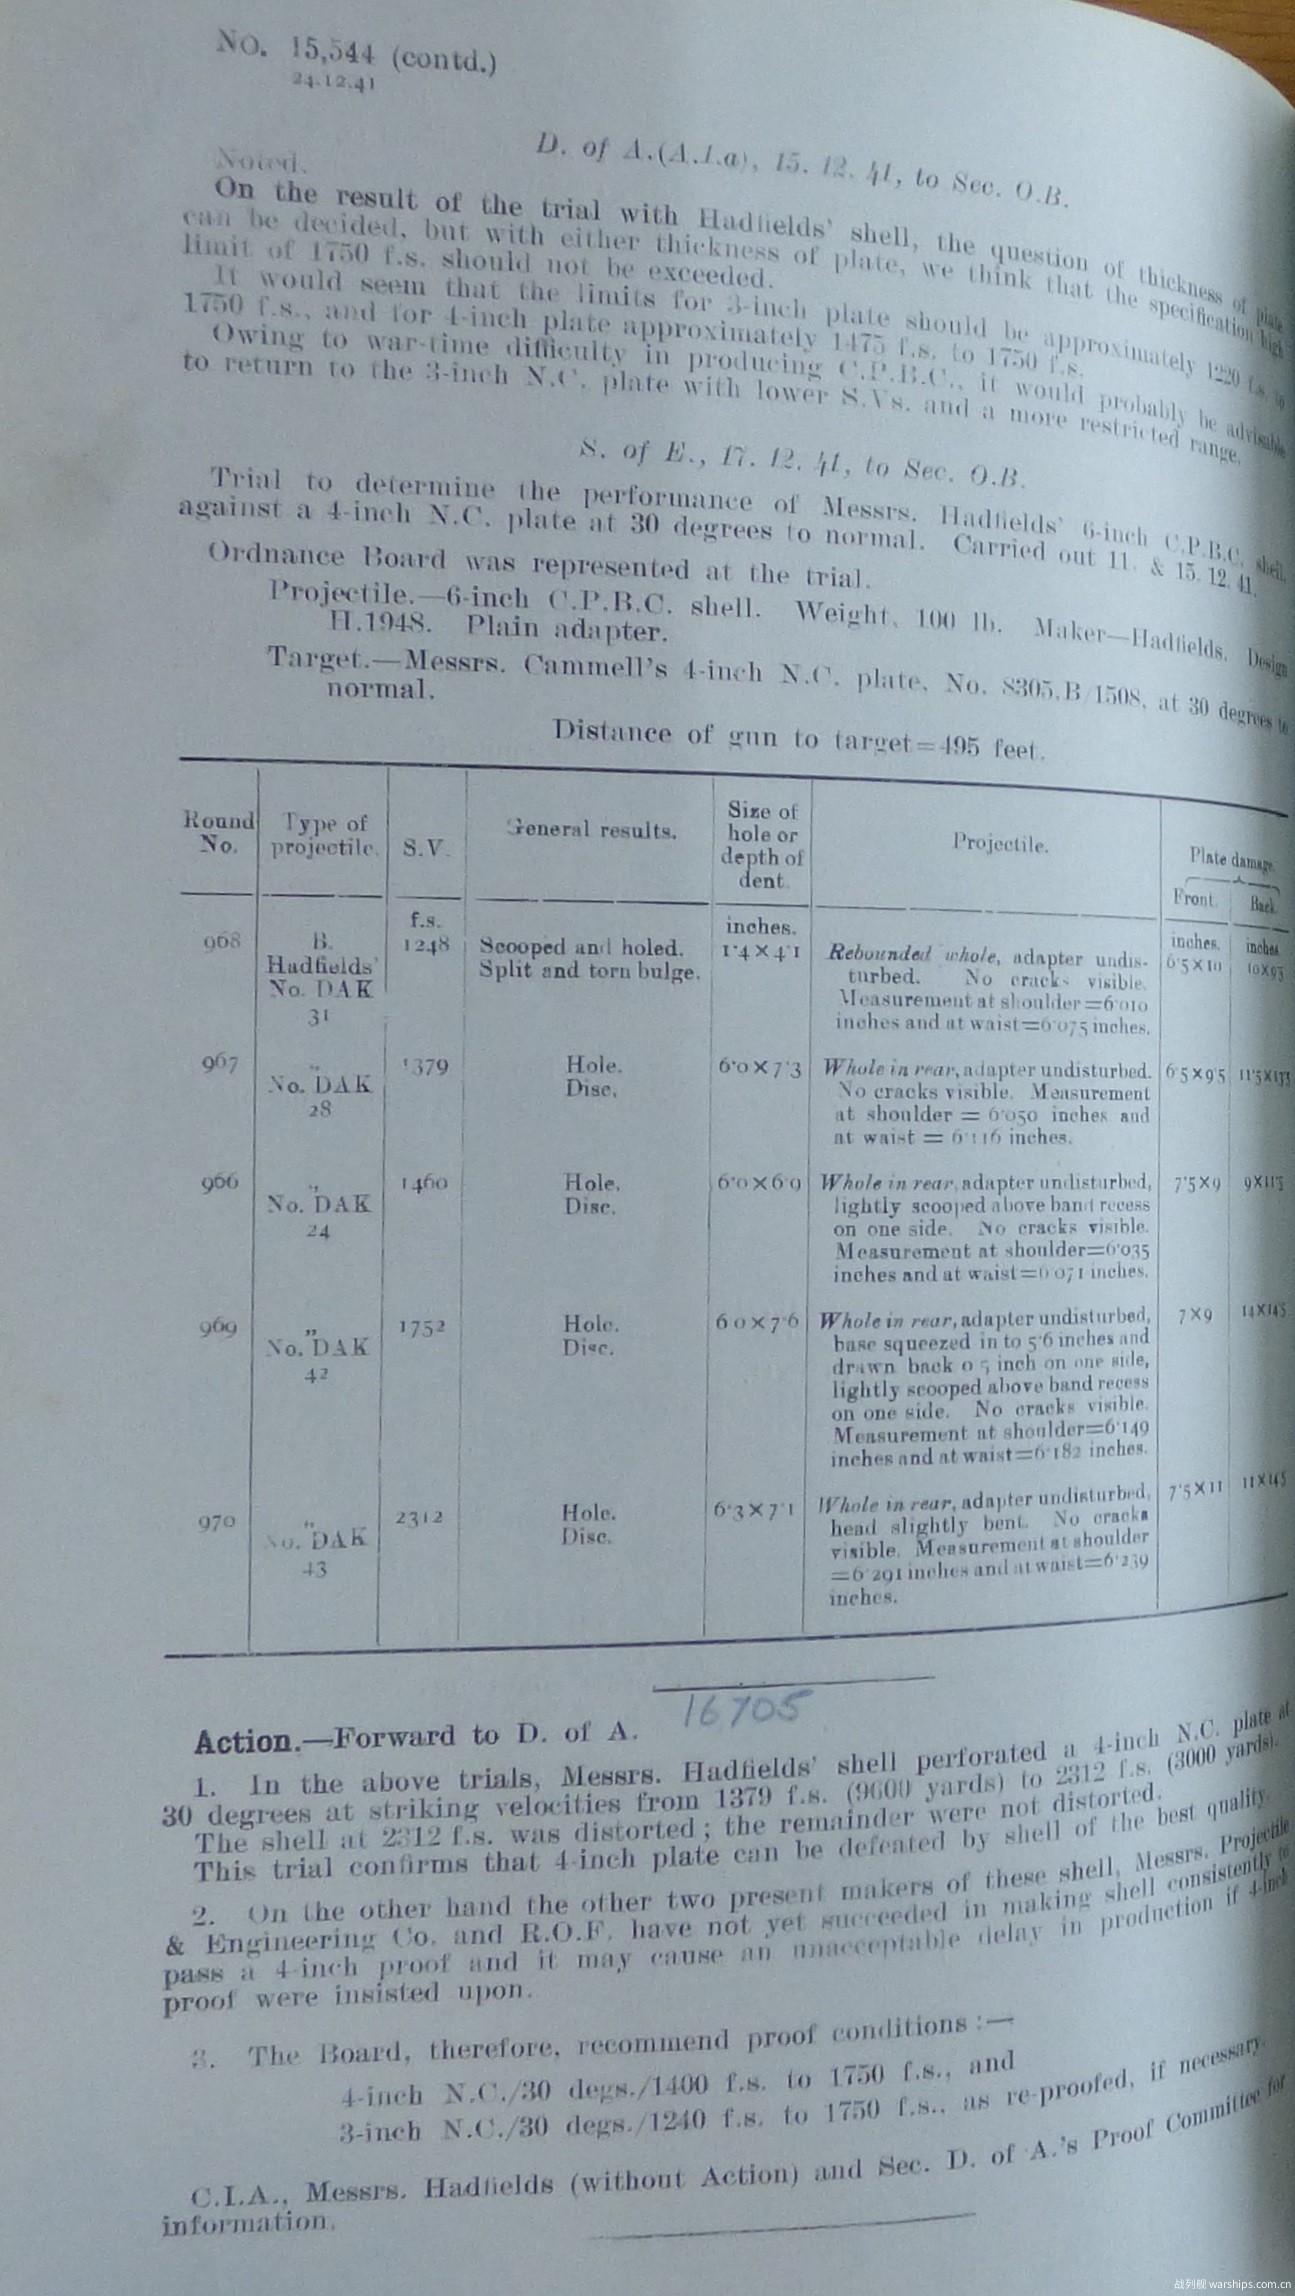 NO. 15,544 (contd.)
24.12.41
D. of A.(A.1.a), 15. 12. 41, to Sec. O.B.
Noted.
On the result of the trial with Hadfields' shell, the question of thickness of plate
can be decided, but with either thickness of plate, we think that the specification high
limit of 1750 f.s. should not be exceeded.
It would seem that the limits for 3-inch plate should be approximately 1220 f.s. to
1750 f.s., and for 4-inch plate approximately 1475 f.s. to 1750 f.s.
Owing to war-time difficulty in producing C.P.B.C., it would probably be advisable
to return to the 3-inch N.C. plate with lower S.Vs. and a more restricted range.
S. of E., 17. 12. 41, to Sec. O.B.
Trial to determine the performance of Messrs. Hadfields' 6-inch C.P.B.C. shell,
against a 4-inch N.C. plate at 30 degrees to normal. Carried out 11. & 15. 12. 41.
Ordnance Board was represented at the trial.
Projectile.—6-inch C.P.B.C. shell. Weight, 100 lb. Maker—Hadfields. Design
H.1948. Plain adapter.
Target.—Messrs. Cammell's 4-inch N.C. plate, No. 8305.B/1508, at 30 degrees to
normal.
Distance of gun to target=495 feet.
Round No. Type of projectile. S.V. General results. Size of hole or depth of dent. Projectile. Plate damage.
Front. Back.
f.s. inches. inches. inches.
968 B. Hadfields' No. DAK 31 1248 Scooped and holed. Split and torn bulge. 1·4×4·1 Rebounded whole, adapter undis-
turbed. No cracks visible.
Measurement at shoulder=6·010
inches and at waist=6·075 inches. 6·5×10 10×9·5
967 „ No. DAK 28 1379 Hole. Disc. 6·0×7·3 Whole in rear, adapter undisturbed.
No cracks visible. Measurement
at shoulder = 6·050 inches and
at waist = 6·116 inches. 6·5×9·5 11·5×13·5
966 „ No. DAK 24 1460 Hole. Disc. 6·0×6·9 Whole in rear, adapter undisturbed,
lightly scooped above band recess
on one side. No cracks visible.
Measurement at shoulder=6·035
inches and at waist=6·071 inches. 7·5×9 9×11·5
969 „ No. DAK 42 1752 Hole. Disc. 6·0×7·6 Whole in rear, adapter undisturbed,
base squeezed in to 5·6 inches and
drawn back 0·5 inch on one side,
lightly scooped above band recess
on one side. No cracks visible.
Measurement at shoulder=6·149
inches and at waist=6·182 inches. 7×9 14×14·5
970 „ No. DAK 43 2312 Hole. Disc. 6·3×7·1 Whole in rear, adapter undisturbed,
head slightly bent. No cracks
visible. Measurement at shoulder
=6·291 inches and at waist=6·239
inches. 7·5×11 11×14·5
16705
Action.—Forward to D. of A.
1. In the above trials, Messrs. Hadfields' shell perforated a 4-inch N.C. plate at
30 degrees at striking velocities from 1379 f.s. (9600 yards) to 2312 f.s. (3000 yards).
The shell at 2312 f.s. was distorted; the remainder were not distorted.
This trial confirms that 4-inch plate can be defeated by shell of the best quality.
2. On the other hand the other two present makers of these shell, Messrs. Projectile
& Engineering Co. and R.O.F. have not yet succeeded in making shell consistently to
pass a 4-inch proof and it may cause an unacceptable delay in production if 4-inch
proof were insisted upon.
3. The Board, therefore, recommend proof conditions:—
4-inch N.C./30 degs./1400 f.s. to 1750 f.s., and
3-inch N.C./30 degs./1240 f.s. to 1750 f.s., as re-proofed, if necessary.
C.I.A., Messrs. Hadfields (without Action) and Sec. D. of A.'s Proof Committee for
information.
战列舰 warships.com.cn